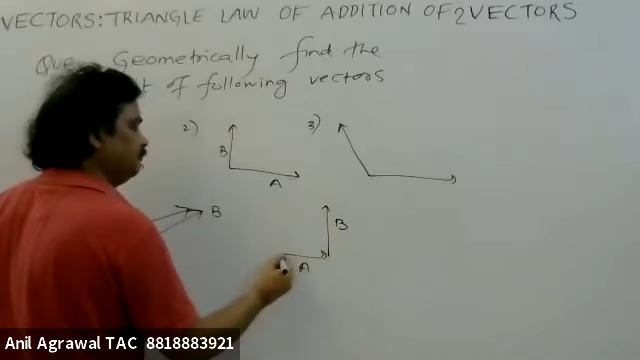 VECTORS: TRIANGLE LAW OF ADDITION OF 2 VECTORS
Que Geometrically find the
of following vectors
2) 3)
B
A
B
B
A
Anil Agrawal TAC 8818883921